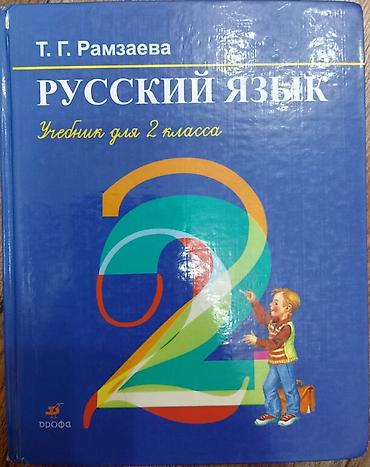 Т. Г. Рамзаева
РУССКИЙ ЯЗЫК
Учебник для 2 класса
2
дрофа